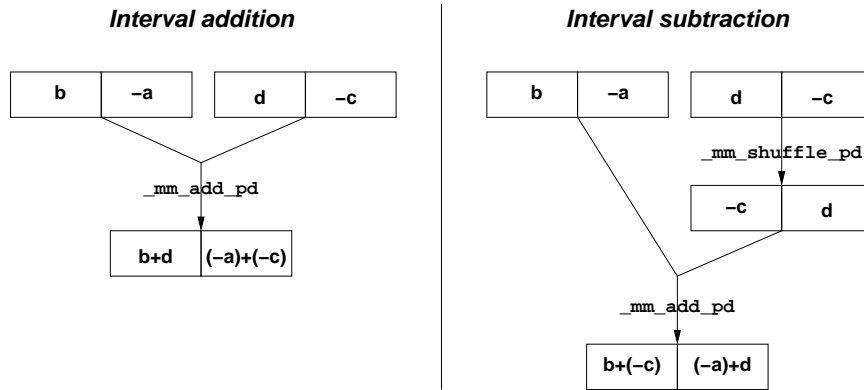 Interval addition
b −a d −c
_mm_add_pd
b+d (−a)+(−c)
Interval subtraction
b −a d −c
_mm_shuffle_pd
−c d
_mm_add_pd
b+(−c) (−a)+d